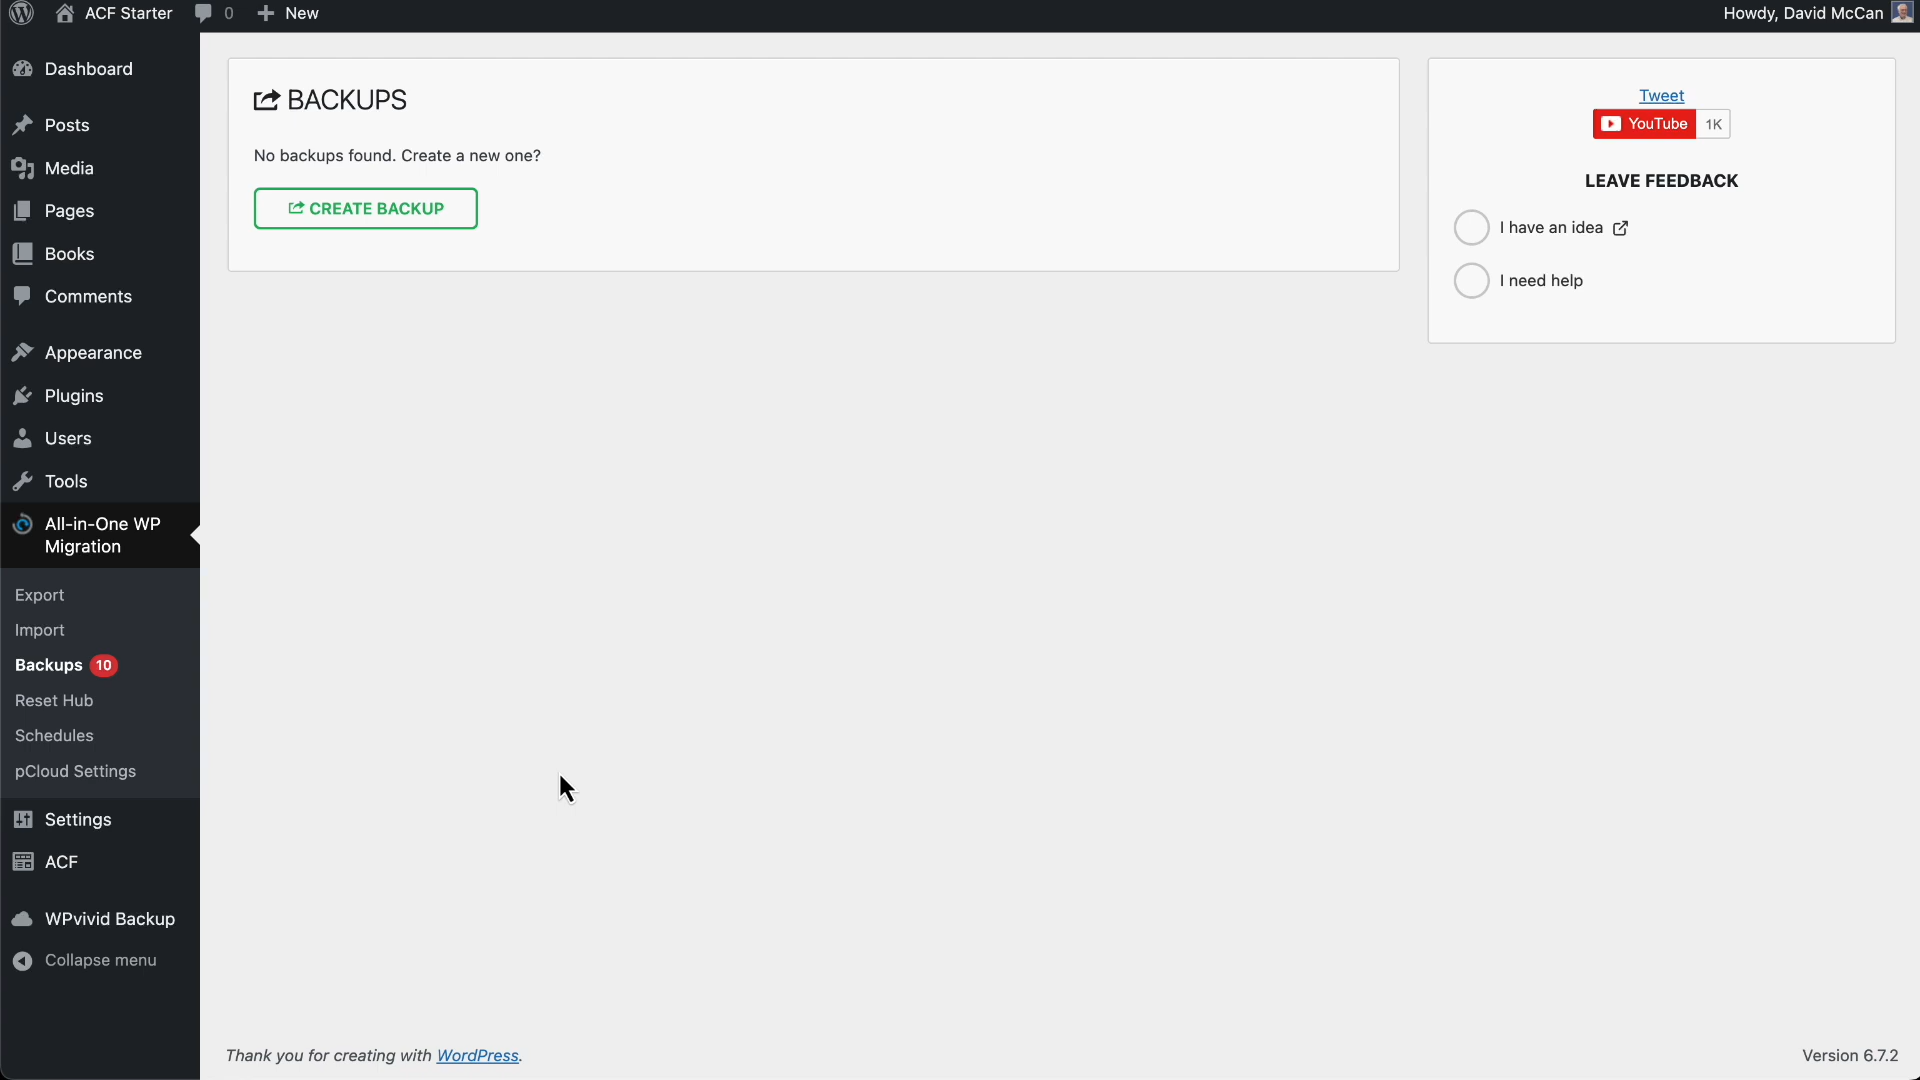 ACF Starter 0 New Howdy, David McCan
Dashboard
Posts
Media
Pages
Books
Comments
Appearance
Plugins
Users
Tools
All-in-One WP
Migration
Export
Import
Backups 10
Reset Hub
Schedules
pCloud Settings
Settings
ACF
WPvivid Backup
Collapse menu
BACKUPS
No backups found. Create a new one?
CREATE BACKUP
Tweet
YouTube 1K
LEAVE FEEDBACK
I have an idea
I need help
Thank you for creating with WordPress.
Version 6.7.2